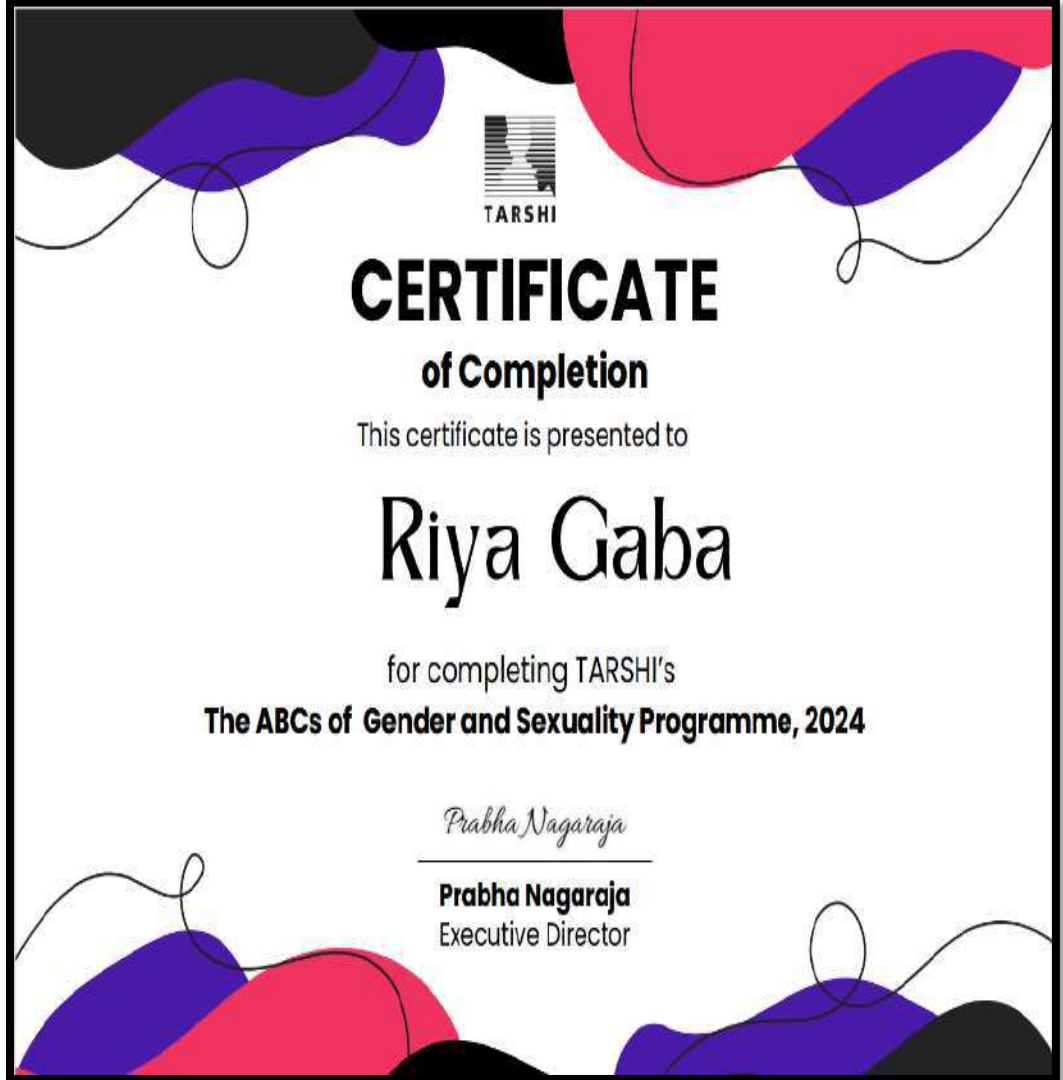 TARSHI
CERTIFICATE
of Completion
This certificate is presented to
Riya Gaba
for completing TARSHI's
The ABCs of Gender and Sexuality Programme, 2024
Prabha Nagaraja
Prabha Nagaraja
Executive Director